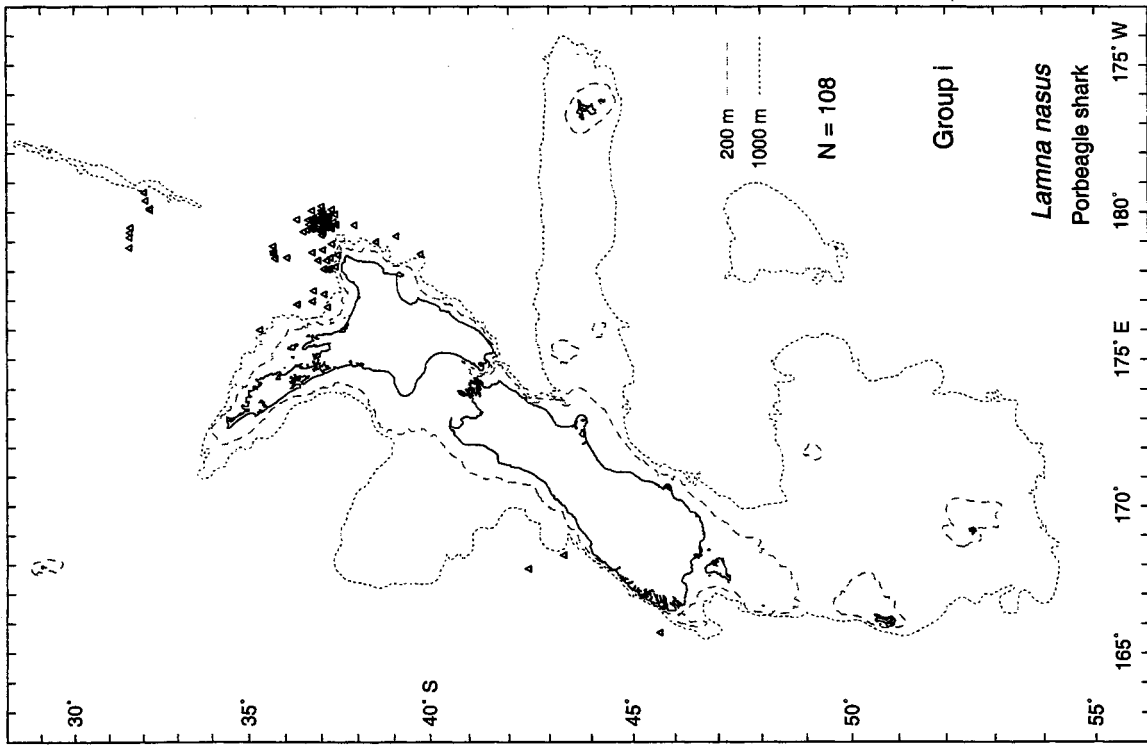 200 m
1000 m
N = 108
Group i
Lamna nasus
Porbeagle shark
30°
35°
40° S
45°
50°
55°
165°
170°
175° E
180°
175° W